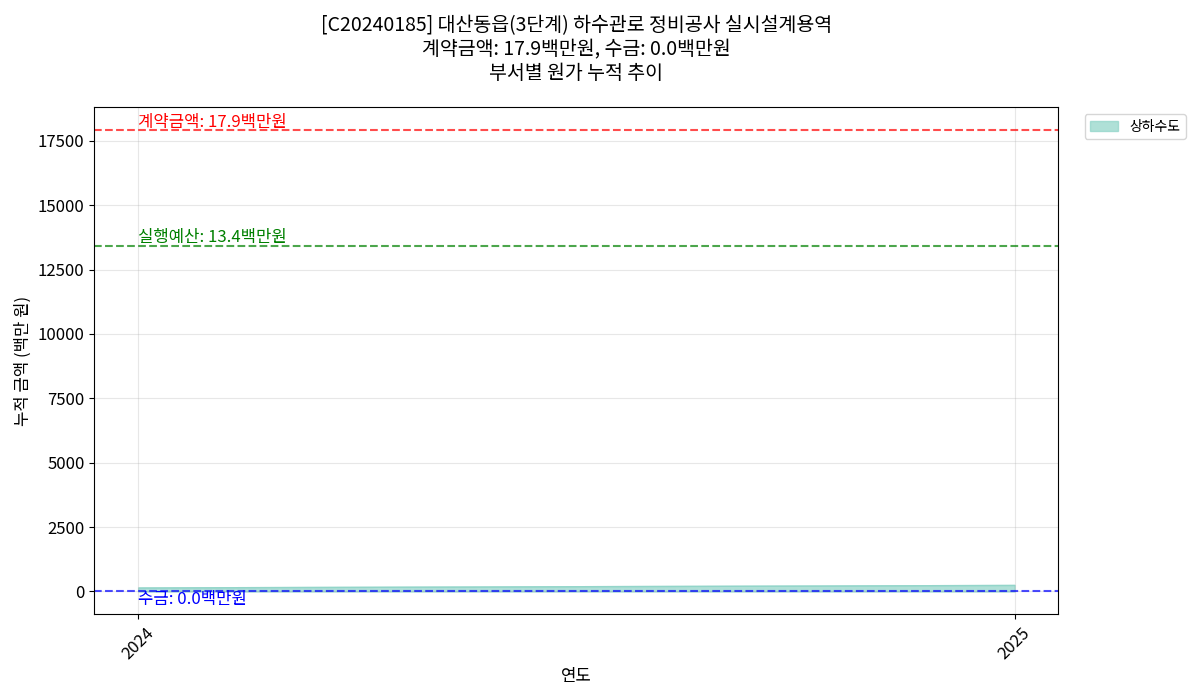 [C20240185] 대산동읍(3단계) 하수관로 정비공사 실시설계용역
계약금액: 17.9백만원, 수금: 0.0백만원
부서별 원가 누적 추이
계약금액: 17.9백만원
상하수도
17500
15000
실행예산: 13.4백만원
12500
10000
누적 금액 (백만 원)
7500
5000
2500
0
수금: 0.0백만원
2024
2025
연도